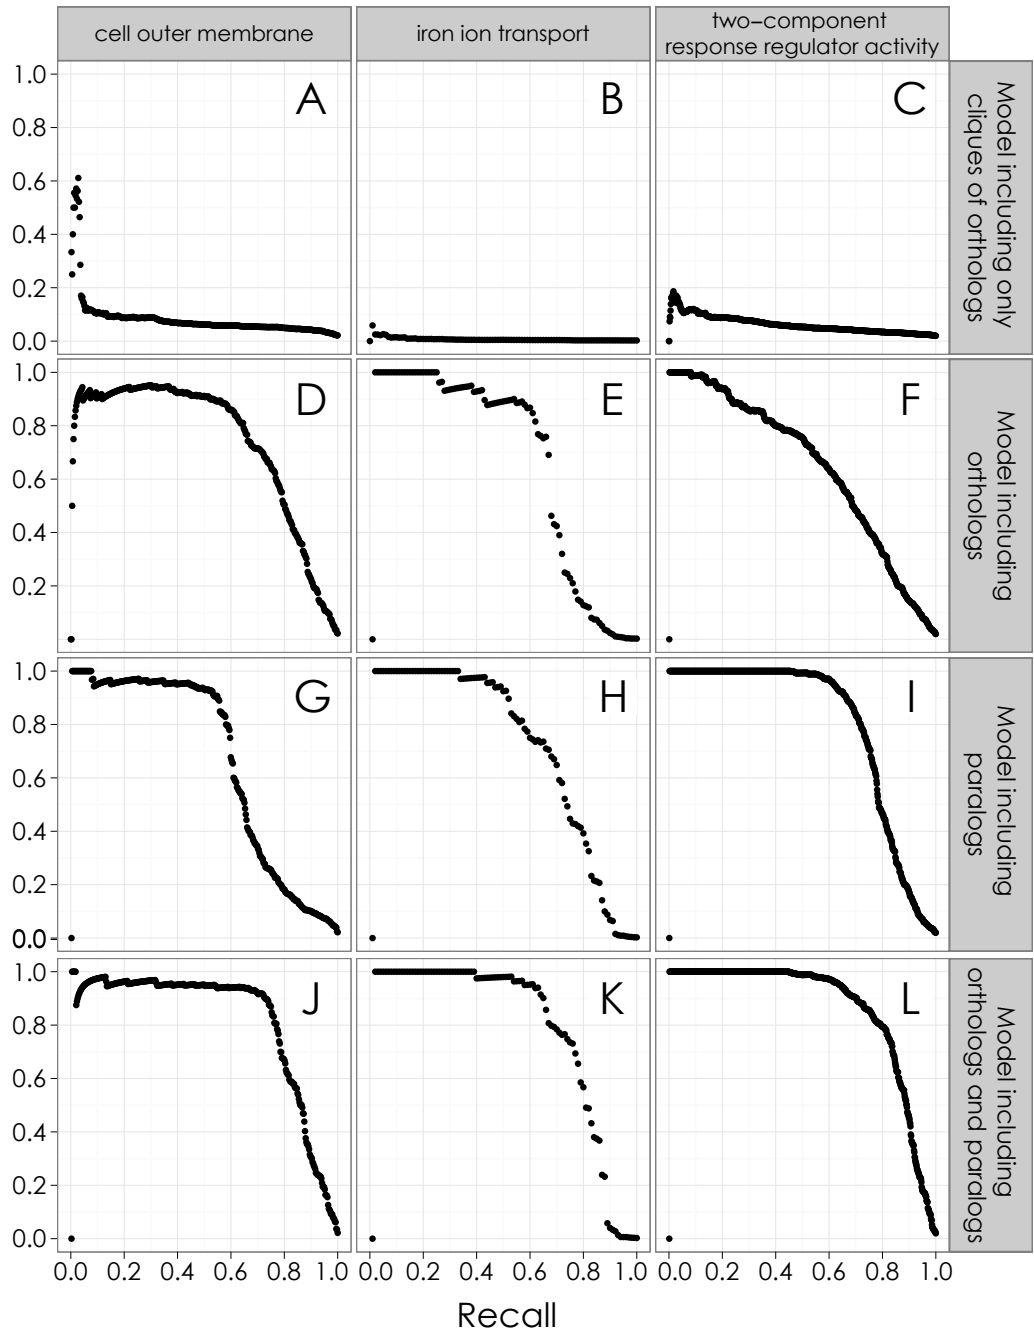 cell outer membrane
iron ion transport
two-component
response regulator activity
1.0
0.8
0.6
0.4
0.2
0.0
A
B
C
Model including only
cliques of orthologs
1.0
0.8
0.6
0.4
0.2
D
E
F
Model including
orthologs
1.0
0.8
0.6
0.4
0.2
0.0
G
H
I
Model including
paralogs
1.0
0.8
0.6
0.4
0.2
0.0
J
K
L
Model including
orthologs and paralogs
0.0 0.2 0.4 0.6 0.8 1.0
0.0 0.2 0.4 0.6 0.8 1.0
0.0 0.2 0.4 0.6 0.8 1.0
Recall